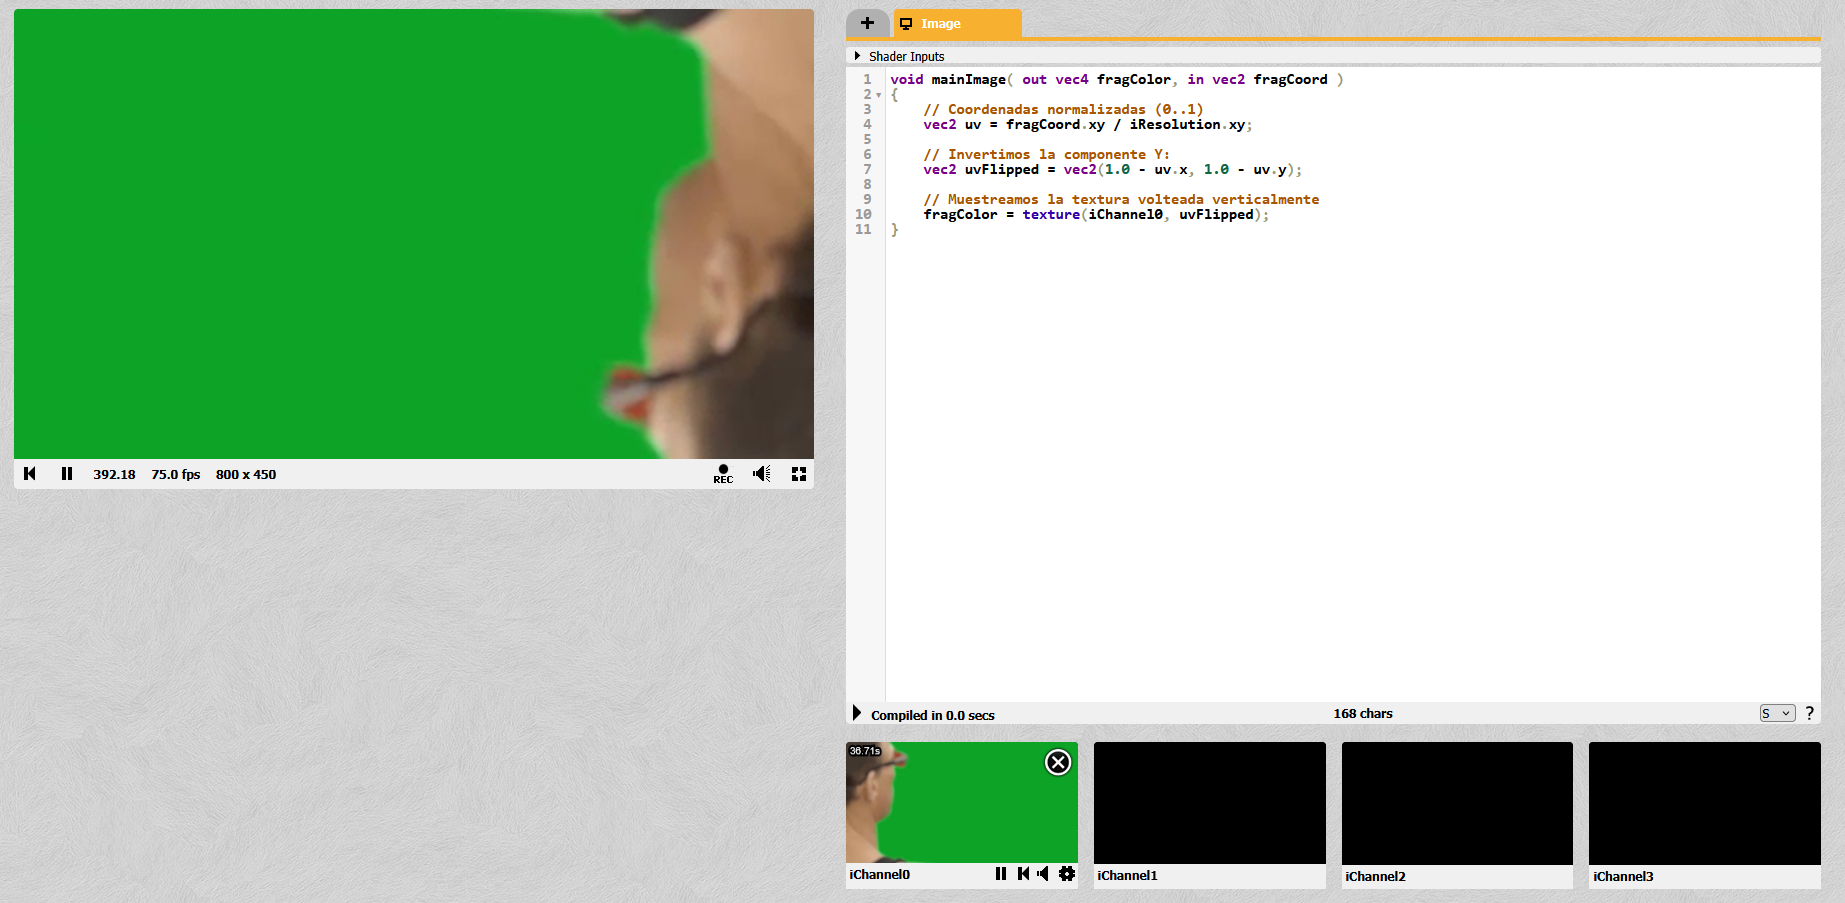 + Image
Shader Inputs
1 void mainImage( out vec4 fragColor, in vec2 fragCoord )
2 {
3 // Coordenadas normalizadas (0..1)
4 vec2 uv = fragCoord.xy / iResolution.xy;
5
6 // Invertimos la componente Y:
7 vec2 uvFlipped = vec2(1.0 - uv.x, 1.0 - uv.y);
8
9 // Muestreamos la textura volteada verticalmente
10 fragColor = texture(iChannel0, uvFlipped);
11 }
392.18 75.0 fps 800 x 450 REC
Compiled in 0.0 secs 168 chars S ?
36.71s
iChannel0 iChannel1 iChannel2 iChannel3